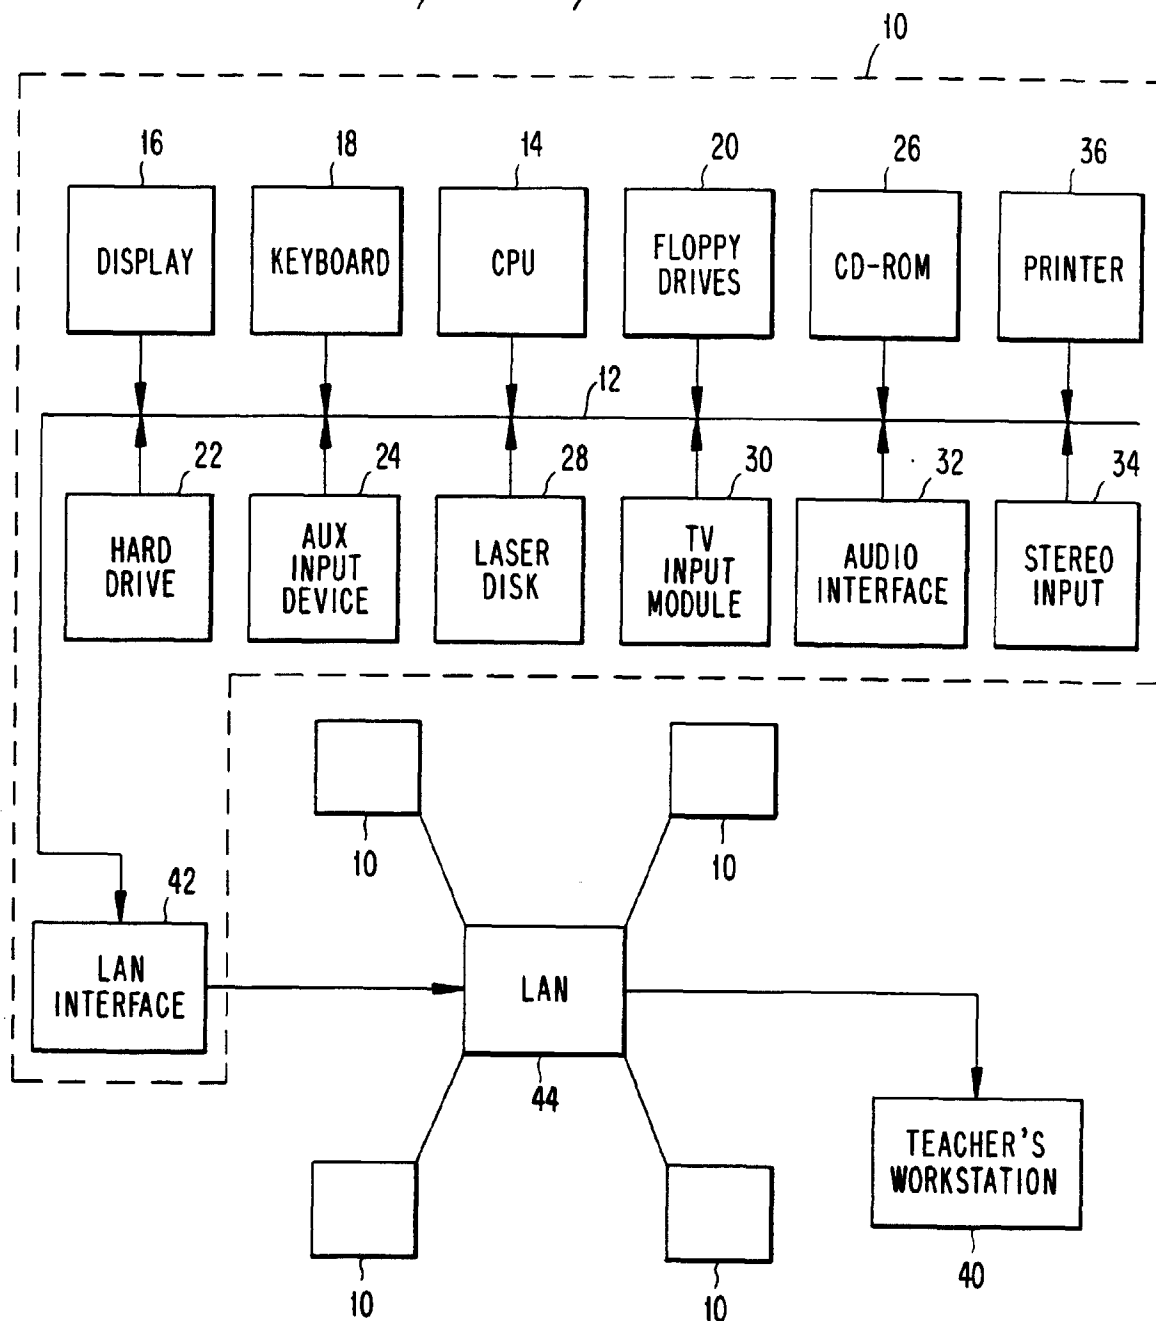 10
16 18 14 20 26 36
DISPLAY KEYBOARD CPU FLOPPY DRIVES CD-ROM PRINTER
12
22 24 28 30 32 34
HARD DRIVE AUX INPUT DEVICE LASER DISK TV INPUT MODULE AUDIO INTERFACE STEREO INPUT
10 10
42
LAN INTERFACE
LAN
44
TEACHER'S WORKSTATION
40
10 10